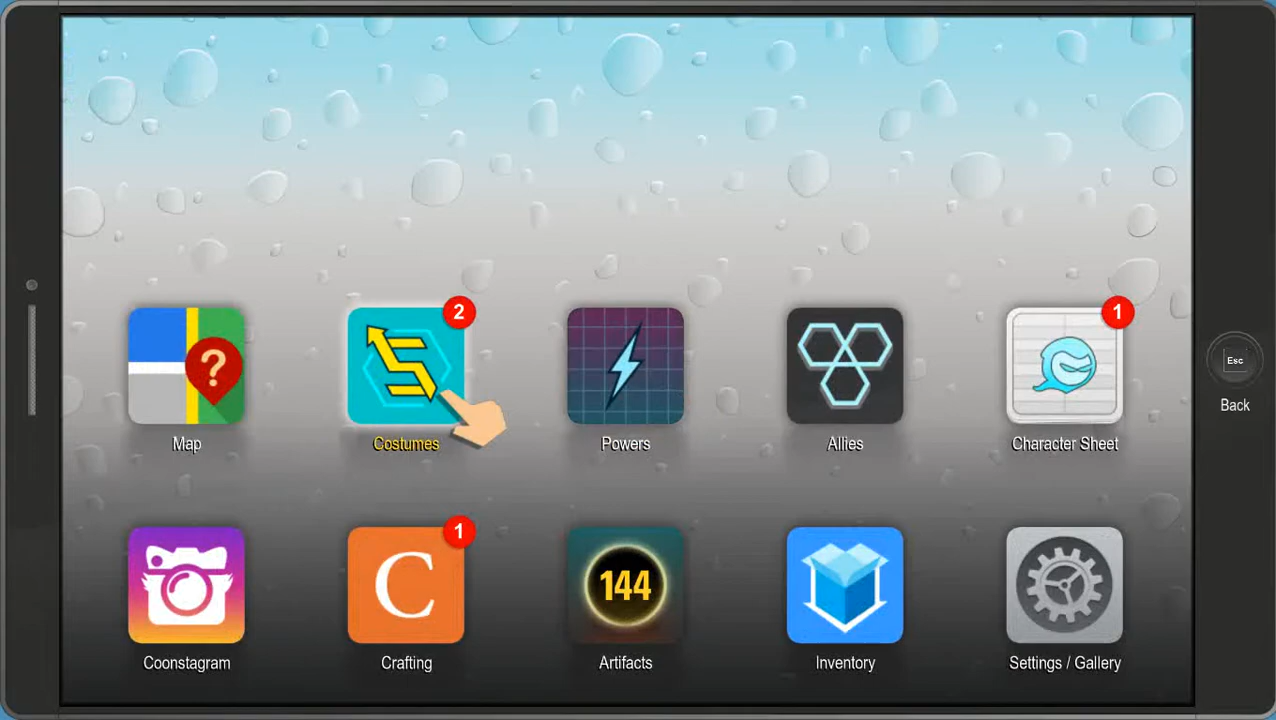 2
1
?
Map
Costumes
Powers
Allies
Character Sheet
Esc
Back
1
C
144
Coonstagram
Crafting
Artifacts
Inventory
Settings / Gallery